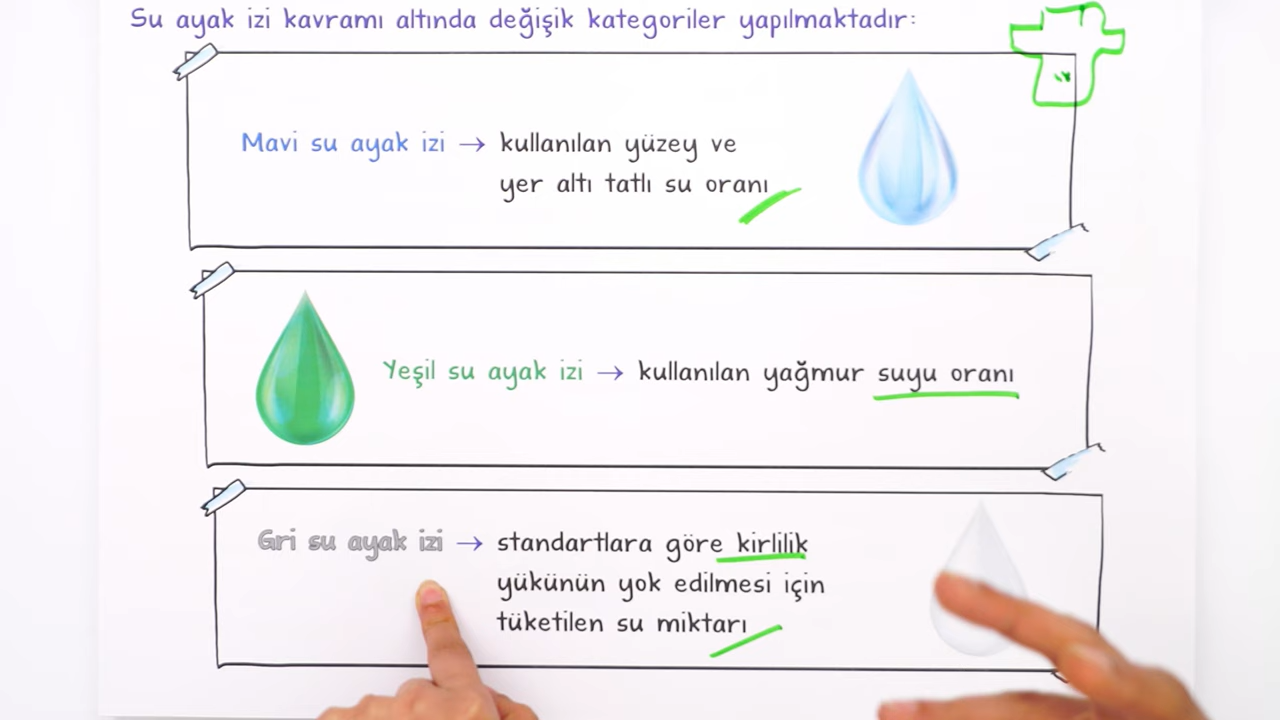 Su ayak izi kavramı altında değişik kategoriler yapılmaktadır:
Mavi su ayak izi → kullanılan yüzey ve
yer altı tatlı su oranı
Yeşil su ayak izi → kullanılan yağmur suyu oranı
Gri su ayak izi → standartlara göre kirlilik
yükünün yok edilmesi için
tüketilen su miktarı